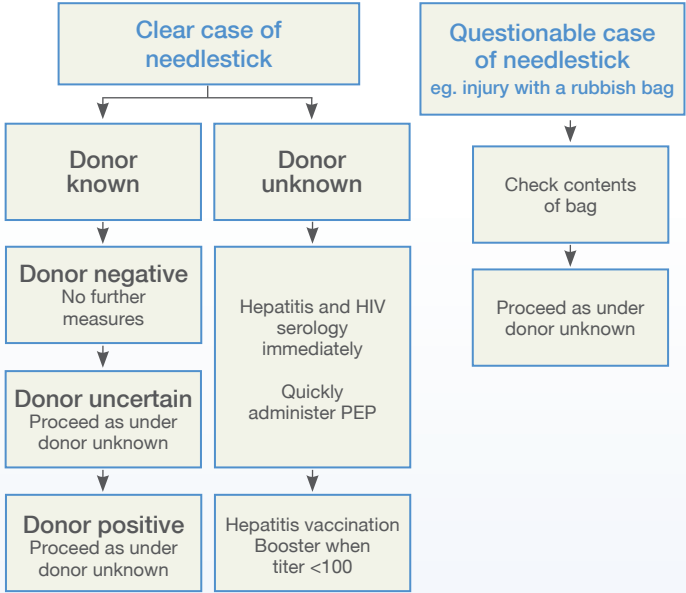 Clear case of
needlestick
Questionable case
of needlestick
eg. injury with a rubbish bag
Donor
known
Donor
unknown
Check contents
of bag
Donor negative
No further
measures
Hepatitis and HIV
serology
immediately
Quickly
administer PEP
Proceed as under
donor unknown
Donor uncertain
Proceed as under
donor unknown
Donor positive
Proceed as under
donor unknown
Hepatitis vaccination
Booster when
titer <100